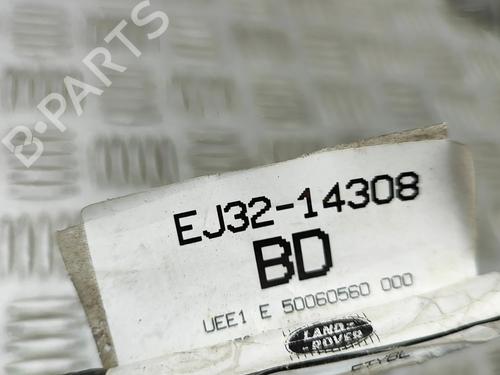 B-PARTS
EJ32-14308
BD
UEE1 E 50060560 000
LAND-
-ROVER